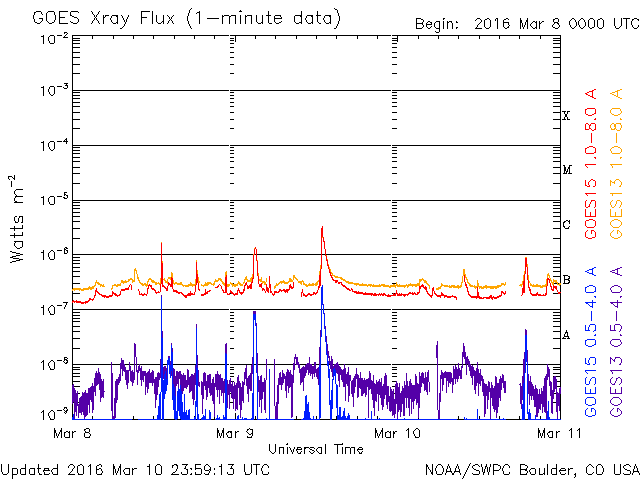 GOES Xray Flux (1-minute data)
Begin: 2016 Mar 8 0000 UTC
10-2
10-3
10-4
10-5
10-6
10-7
10-8
10-9
Watts m-2
X
M
C
B
A
GOES15 1.0-8.0 A
GOES13 1.0-8.0 A
GOES15 0.5-4.0 A
GOES13 0.5-4.0 A
Mar 8
Mar 9
Mar 10
Mar 11
Universal Time
Updated 2016 Mar 10 23:59:13 UTC
NOAA/SWPC Boulder, CO USA